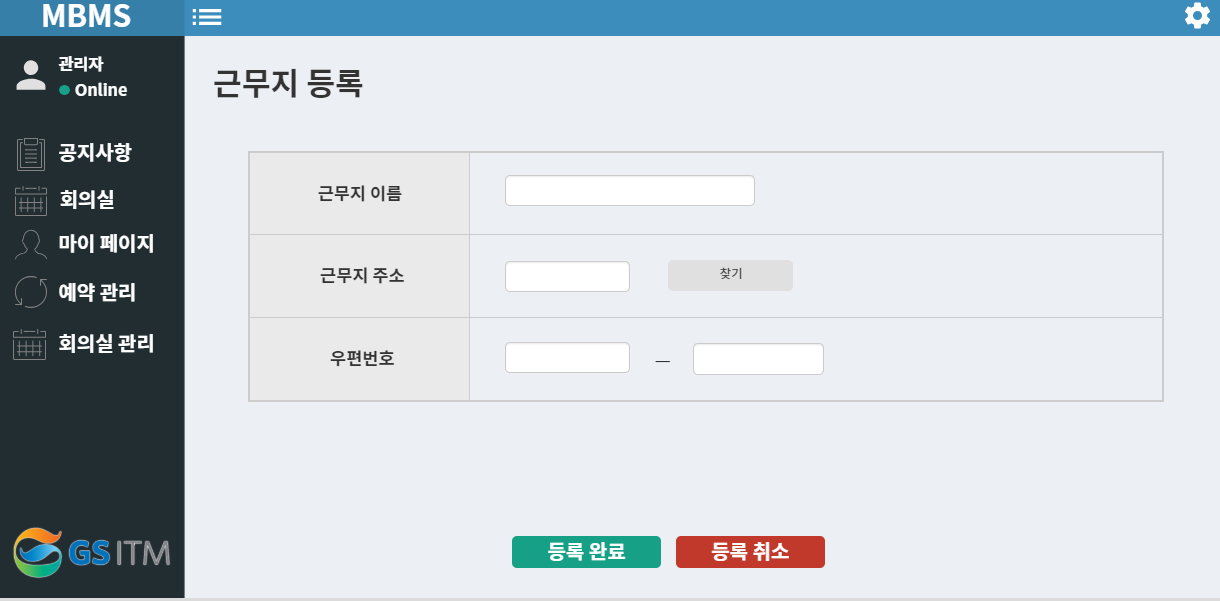 MBMS
관리자
Online
공지사항
회의실
마이 페이지
예약 관리
회의실 관리
GS ITM
근무지 등록
근무지 이름
근무지 주소
찾기
우편번호
—
등록 완료
등록 취소